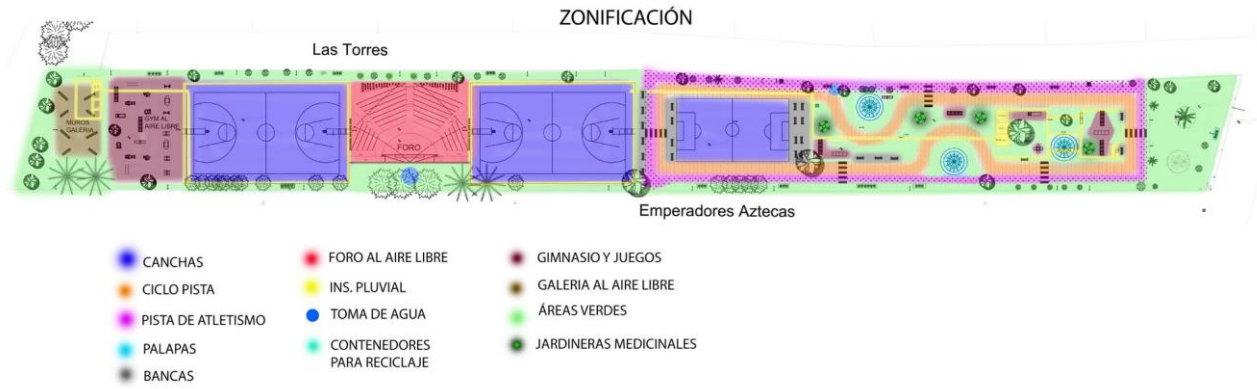 ZONIFICACIÓN
Las Torres
MUROS
GALERIA
GYM AL
AIRE LIBRE
FORO
Emperadores Aztecas
CANCHAS
CICLO PISTA
PISTA DE ATLETISMO
PALAPAS
BANCAS
FORO AL AIRE LIBRE
INS. PLUVIAL
TOMA DE AGUA
CONTENEDORES
PARA RECICLAJE
GIMNASIO Y JUEGOS
GALERIA AL AIRE LIBRE
ÁREAS VERDES
JARDINERAS MEDICINALES